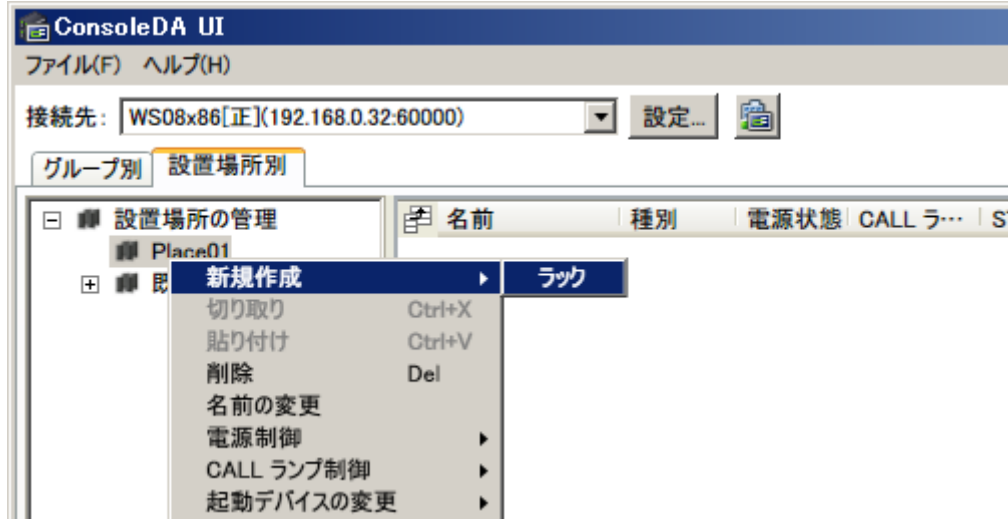 ConsoleDA UI
ファイル(F) ヘルプ(H)
接続先: WS08x86[正](192.168.0.32:60000) 設定...
グループ別 設置場所別
設置場所の管理 名前 種別 電源状態 CALL ラ… S
Place01
新規作成 ラック
切り取り Ctrl+X
貼り付け Ctrl+V
削除 Del
名前の変更
電源制御
CALL ランプ制御
起動デバイスの変更